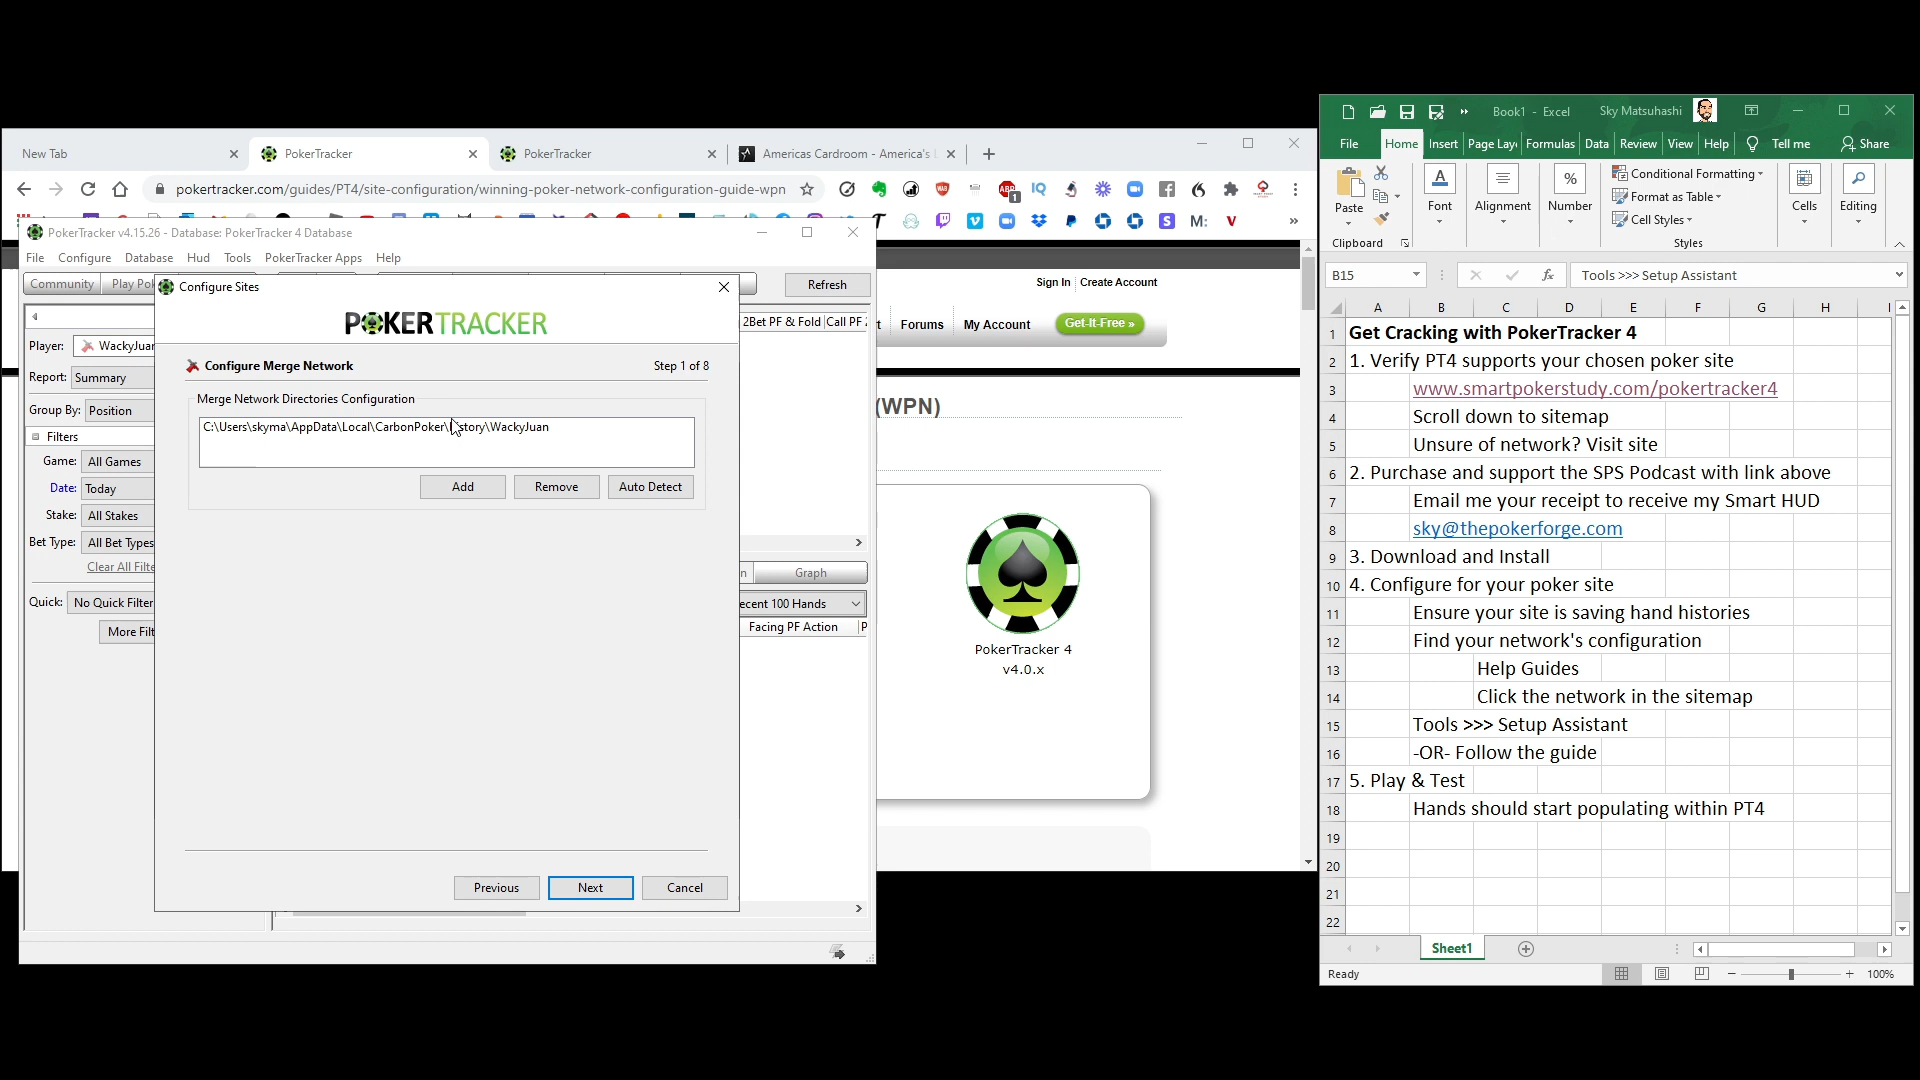 New Tab
PokerTracker
PokerTracker
Americas Cardroom - America's
pokertracker.com/guides/PT4/site-configuration/winning-poker-network-configuration-guide-wpn
PokerTracker v4.15.26 - Database: PokerTracker 4 Database
File Configure Database Hud Tools PokerTracker Apps Help
Community
Refresh
Configure Sites
POKERTRACKER
Configure Merge Network
Step 1 of 8
Merge Network Directories Configuration
Add
Remove
Auto Detect
Previous
Next
Cancel
Player: WackyJuan
Report: Summary
Group By: Position
Filters
Game: All Games
Date: Today
Stake: All Stakes
Bet Type: All Bet Types
Clear All
Quick: No Quick Filter
More
2Bet PF & Fold
Call PF
Graph
100 Hands
Facing PF Action
Sign In
Create Account
Forums
My Account
Get-It-Free »
(WPN)
PokerTracker 4
v4.0.x
Book1 - Excel
Sky Matsuhashi
File Home Insert Page Formulas Data Review View Help Tell me Share
Paste
Clipboard
Font
Alignment
Number
Conditional Formatting
Format as Table
Cell Styles
Styles
Cells
Editing
B15
fx
Tools >>> Setup Assistant
A B C D E F G H I
1 Get Cracking with PokerTracker 4
2 1. Verify PT4 supports your chosen poker site
3 www.smartpokerstudy.com/pokertracker4
4 Scroll down to sitemap
5 Unsure of network? Visit site
6 2. Purchase and support the SPS Podcast with link above
7 Email me your receipt to receive my Smart HUD
8 sky@thepokerforge.com
9 3. Download and Install
10 4. Configure for your poker site
11 Ensure your site is saving hand histories
12 Find your network's configuration
13 Help Guides
14 Click the network in the sitemap
15 Tools >>> Setup Assistant
16 -OR- Follow the guide
17 5. Play & Test
18 Hands should start populating within PT4
19
20
21
22
Sheet1
Ready
100%